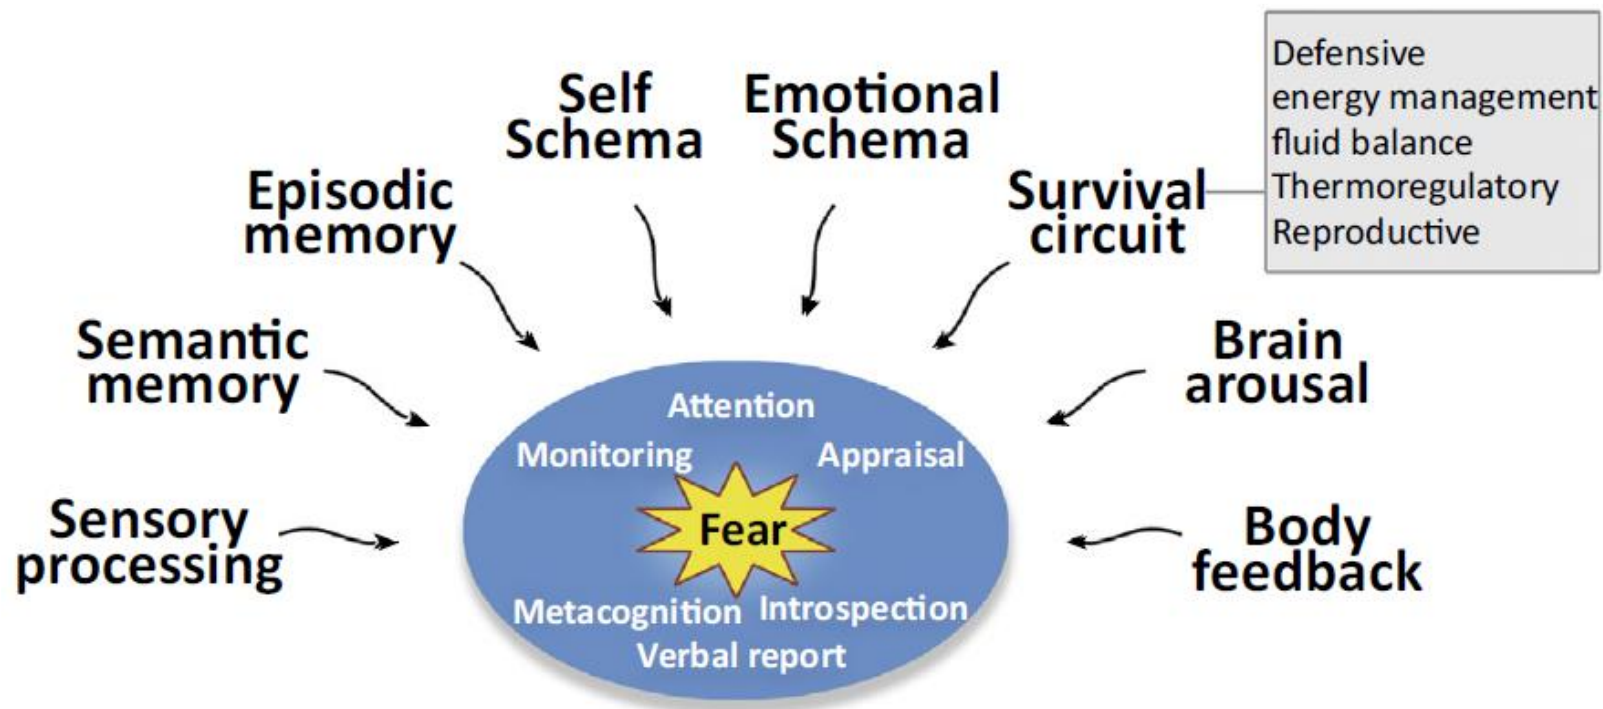 Self
Schema
Emotional
Schema
Defensive
energy management
fluid balance
Thermoregulatory
Reproductive
Episodic
memory
Survival
circuit
Semantic
memory
Brain
arousal
Attention
Monitoring
Appraisal
Sensory
processing
Fear
Body
feedback
Metacognition
Introspection
Verbal report